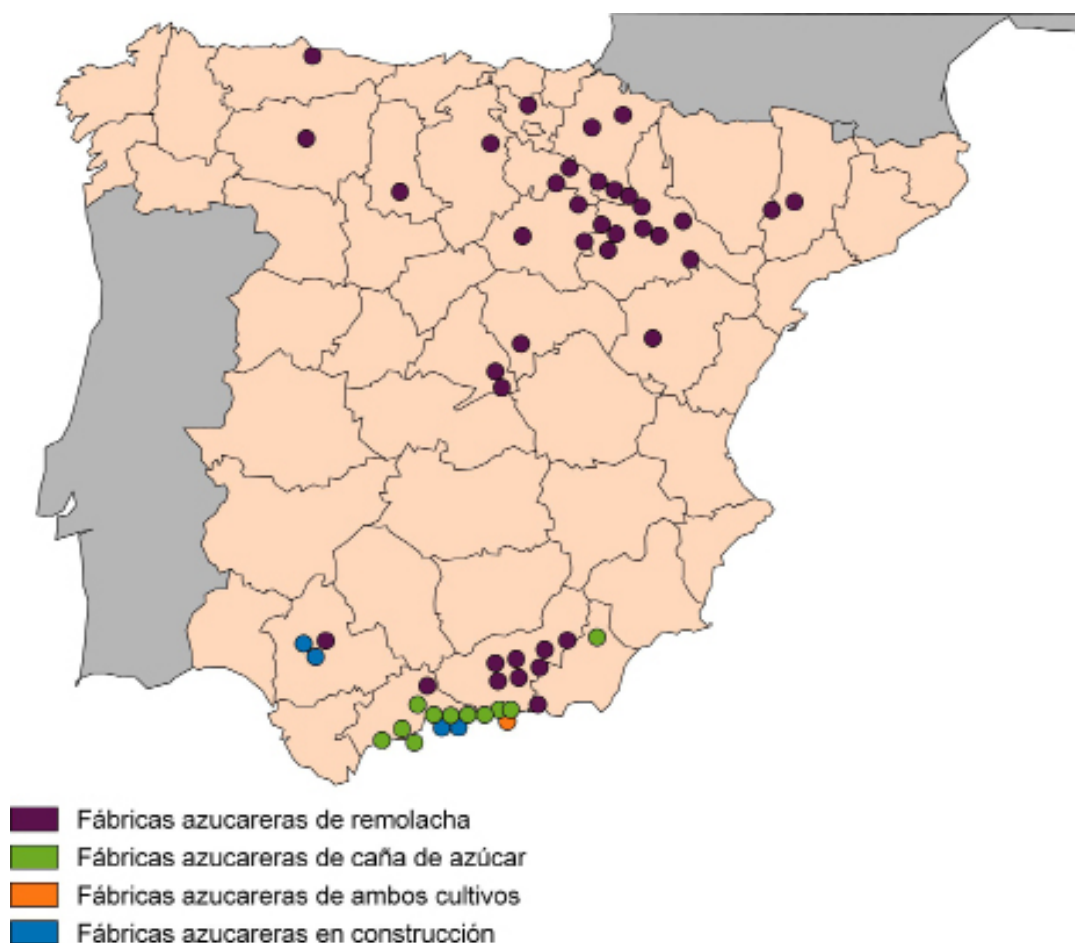 Fábricas azucareras de remolacha
Fábricas azucareras de caña de azúcar
Fábricas azucareras de ambos cultivos
Fábricas azucareras en construcción